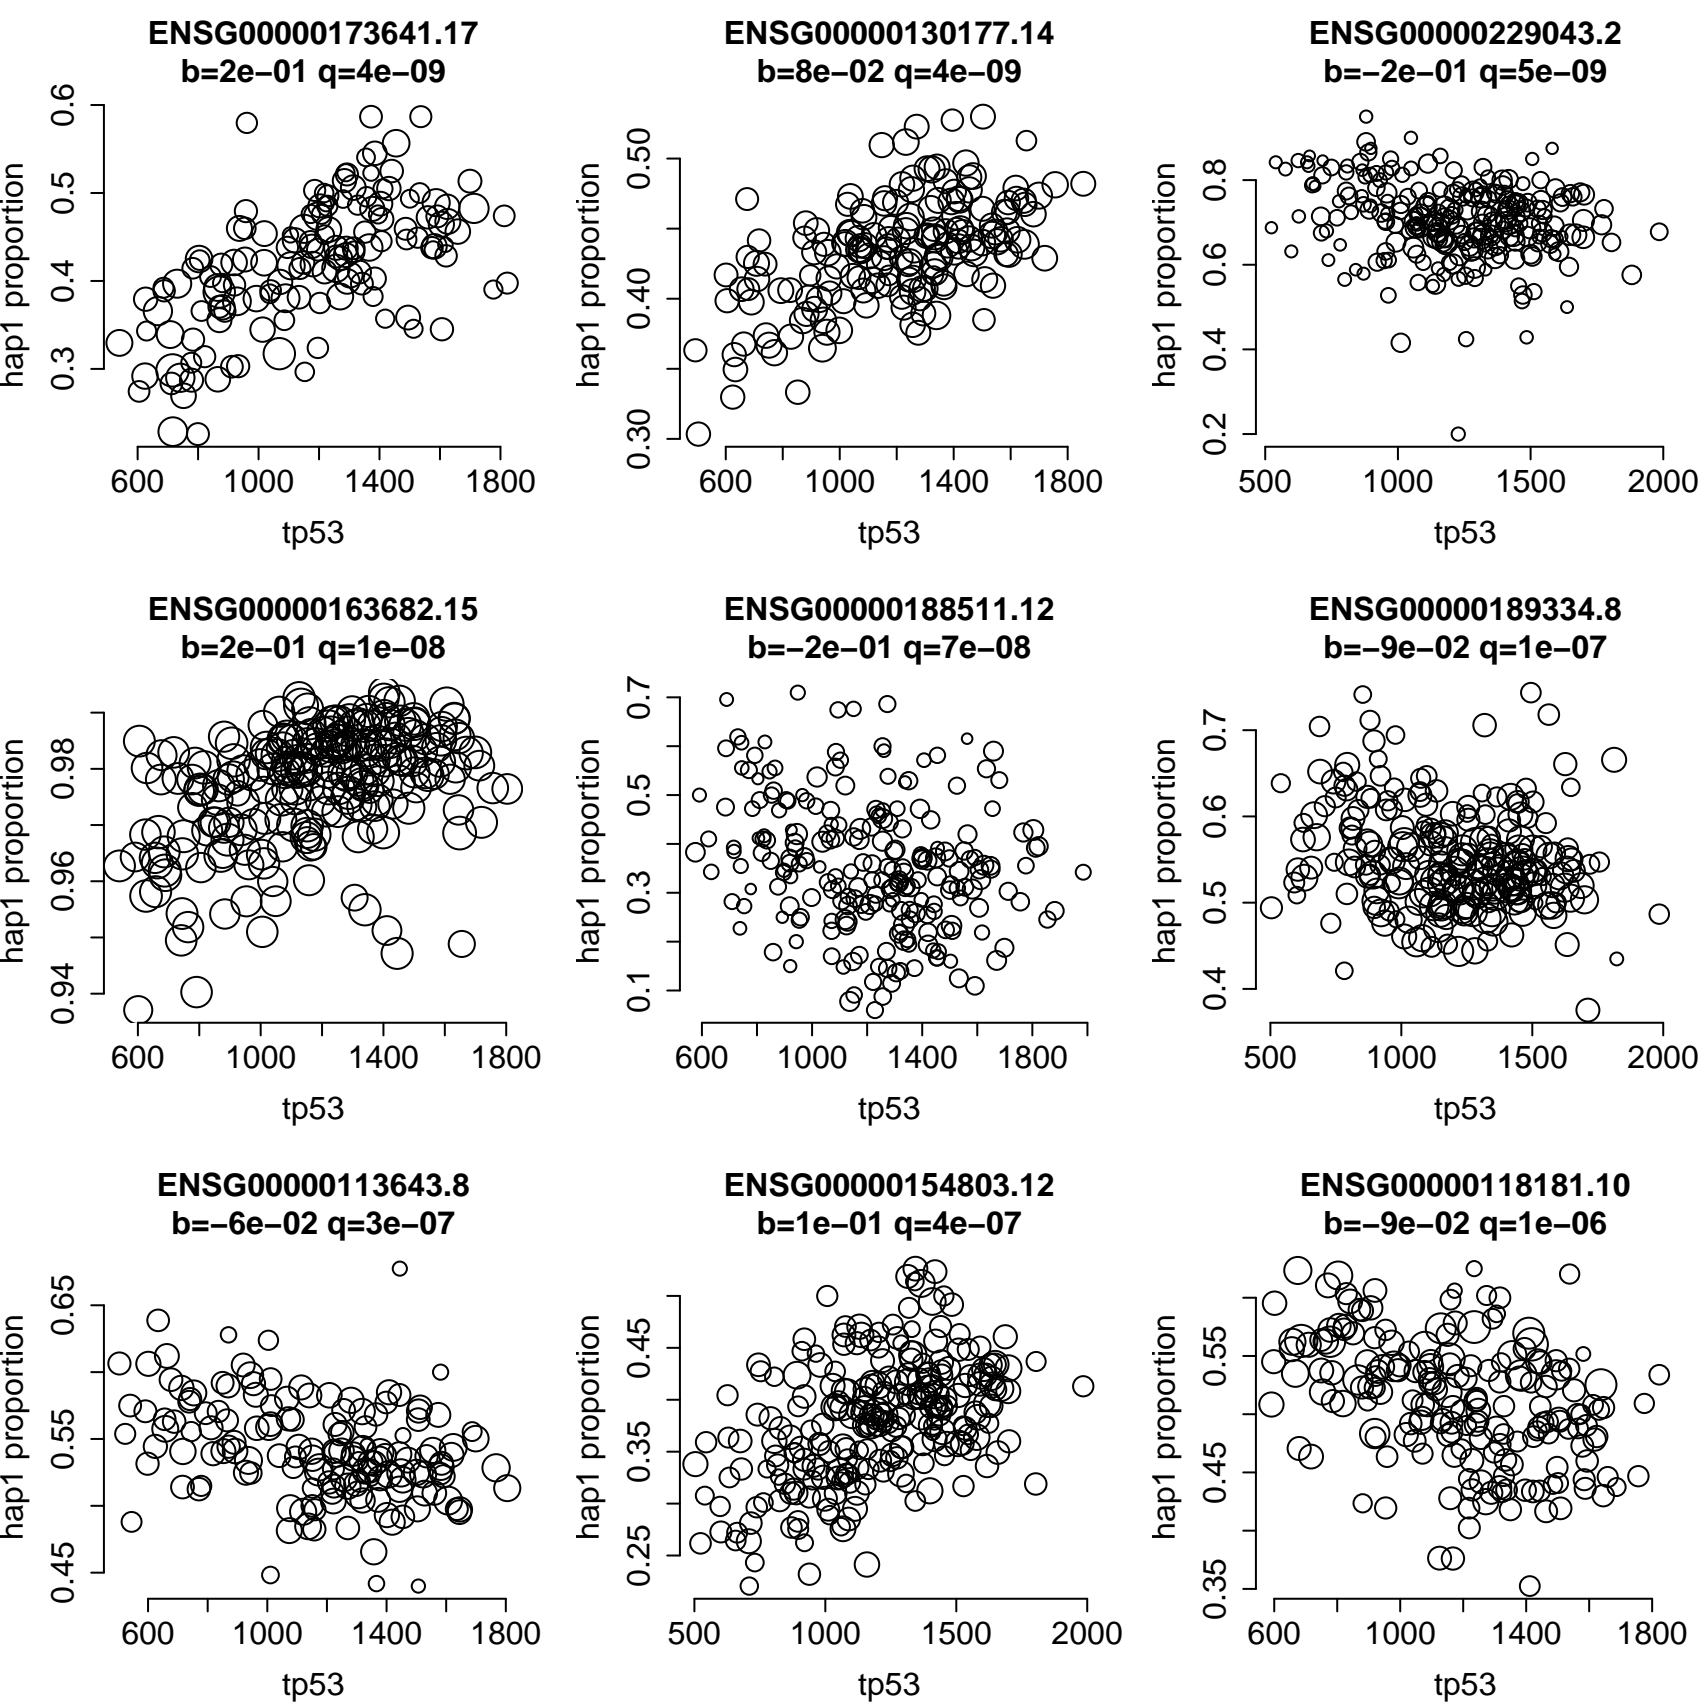 ENSG00000173641.17
b=2e−01 q=4e−09
hap1 proportion
0.3 0.4 0.5 0.6
600 1000 1400 1800
tp53
ENSG00000130177.14
b=8e−02 q=4e−09
hap1 proportion
0.30 0.40 0.50
600 1000 1400 1800
tp53
ENSG00000229043.2
b=−2e−01 q=5e−09
hap1 proportion
0.2 0.4 0.6 0.8
500 1000 1500 2000
tp53
ENSG00000163682.15
b=2e−01 q=1e−08
hap1 proportion
0.94 0.96 0.98
600 1000 1400 1800
tp53
ENSG00000188511.12
b=−2e−01 q=7e−08
hap1 proportion
0.1 0.3 0.5 0.7
600 1000 1400 1800
tp53
ENSG00000189334.8
b=−9e−02 q=1e−07
hap1 proportion
0.4 0.5 0.6 0.7
500 1000 1500 2000
tp53
ENSG00000113643.8
b=−6e−02 q=3e−07
hap1 proportion
0.45 0.55 0.65
600 1000 1400 1800
tp53
ENSG00000154803.12
b=1e−01 q=4e−07
hap1 proportion
0.25 0.35 0.45
500 1000 1500 2000
tp53
ENSG00000118181.10
b=−9e−02 q=1e−06
hap1 proportion
0.35 0.45 0.55
600 1000 1400 1800
tp53